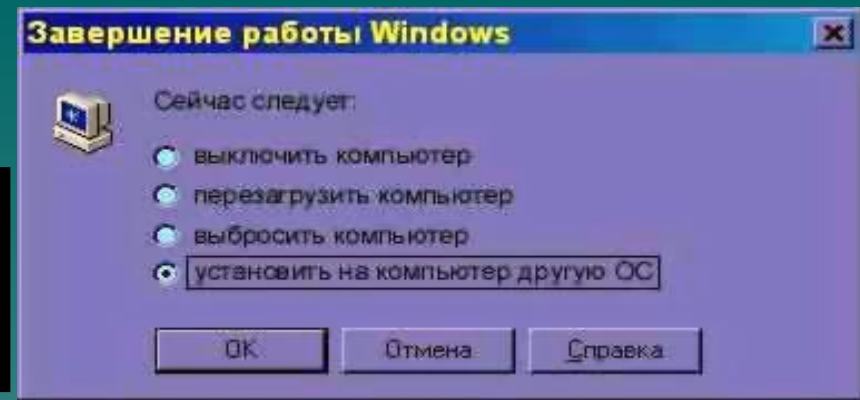 Завершение работы Windows
Сейчас следует:
выключить компьютер
перезагрузить компьютер
выбросить компьютер
установить на компьютер другую ОС
OK Отмена Справка